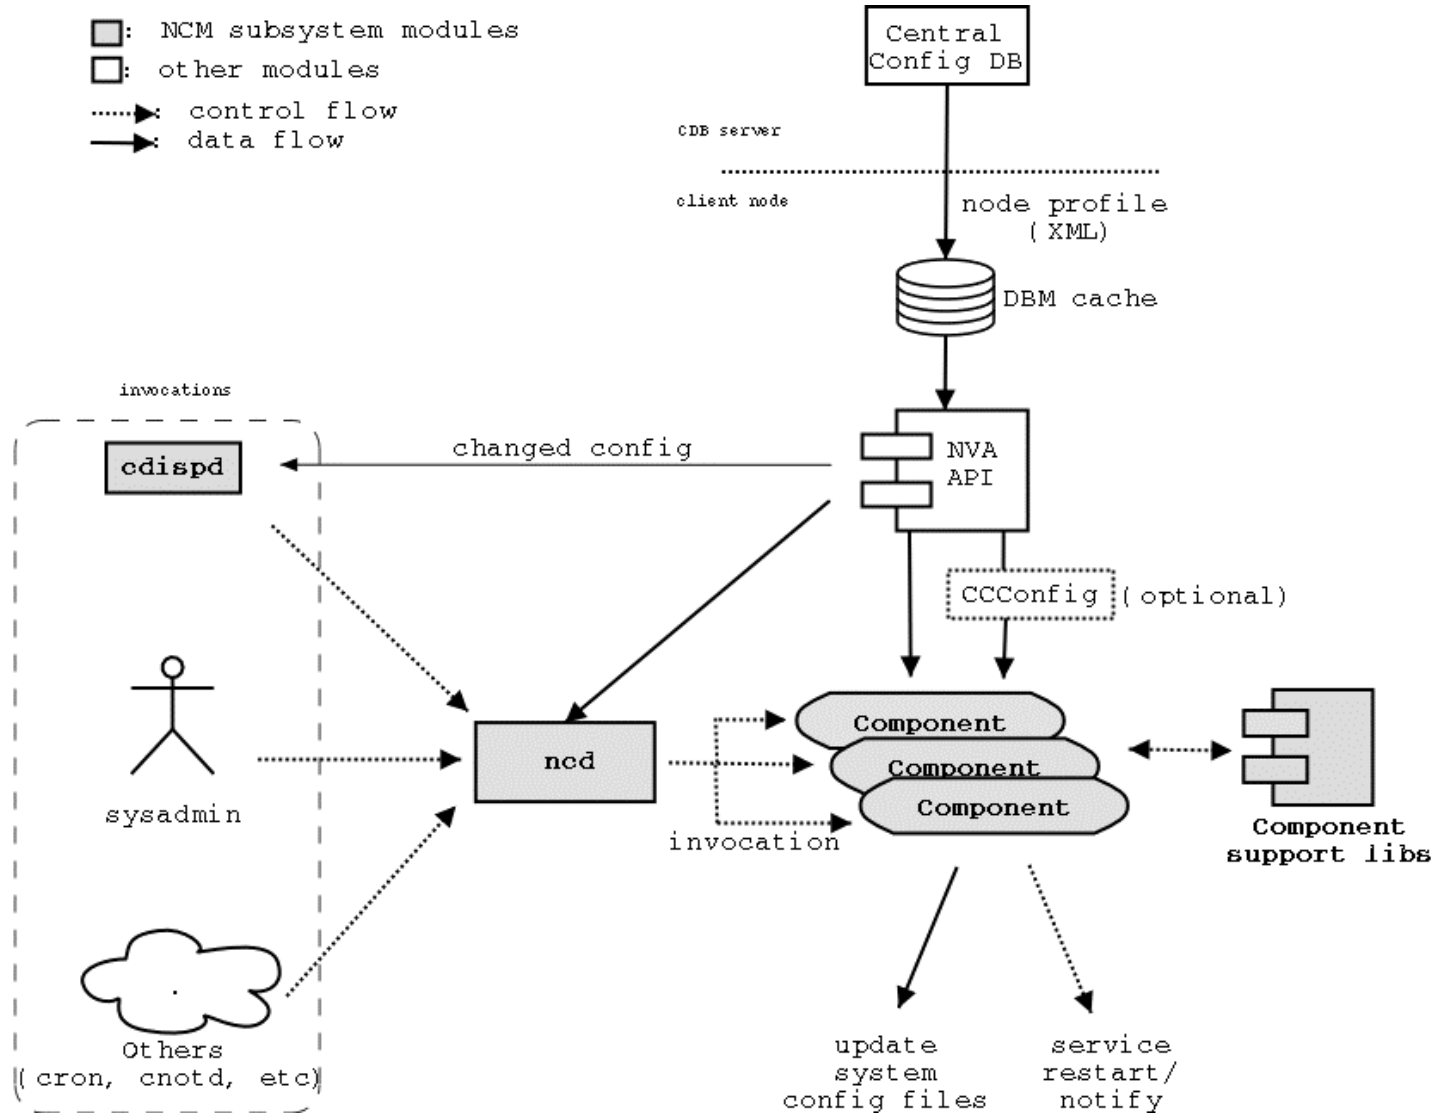 : NCM subsystem modules
: other modules
: control flow
: data flow
Central
Config DB
CDB server
client node
node profile
(XML)
DBM cache
invocations
cdispd
changed config
NVA
API
CCConfig
(optional)
sysadmin
ncd
invocation
Component
Component
Component
Component
support libs
Others
(cron, cnotd, etc)
update
system
config files
service
restart/
notify